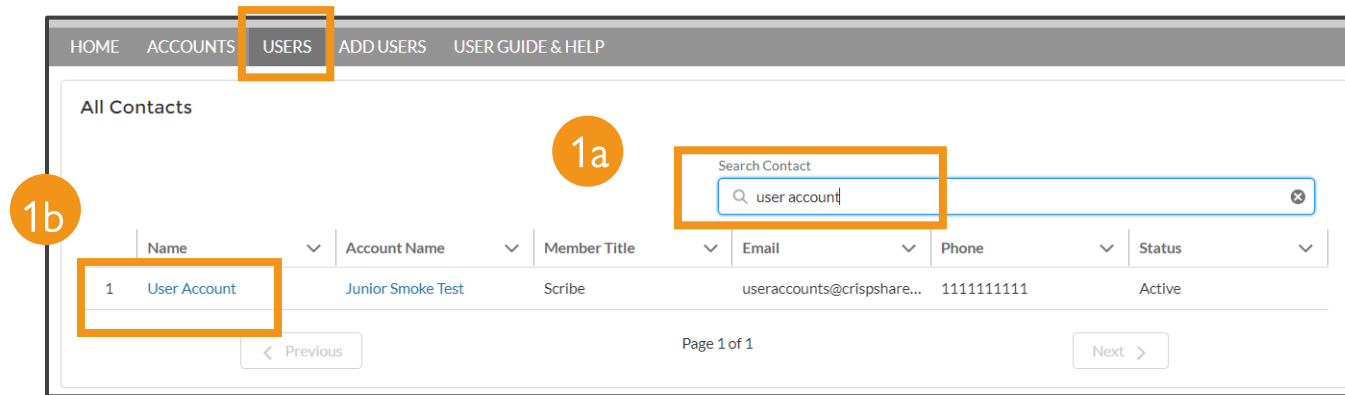 HOME ACCOUNTS USERS ADD USERS USER GUIDE & HELP
All Contacts
1a
Search Contact
user account
1b
Name Account Name Member Title Email Phone Status
1 User Account Junior Smoke Test Scribe useraccounts@crispshare... 1111111111 Active
Previous Page 1 of 1 Next